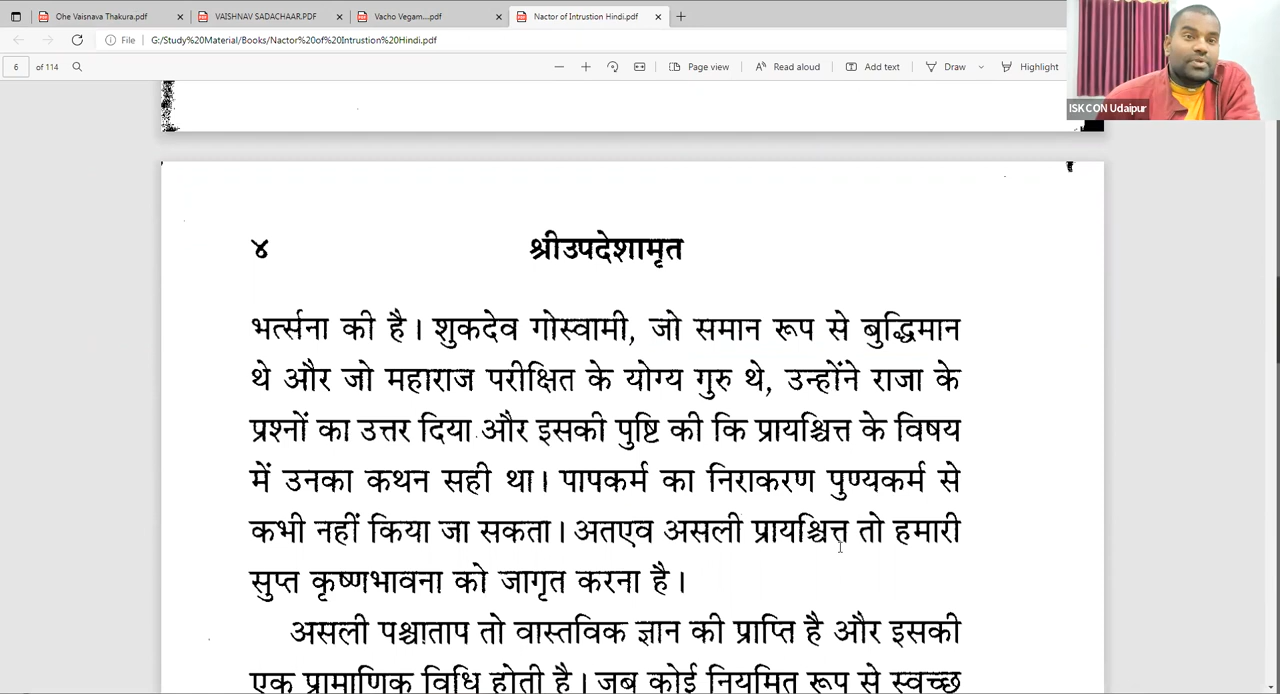 Ohe Vaisnava Thakura.pdf
VAISHNAV SADACHAAR.PDF
Vacho Vegam....pdf
Nactor of Intrustion Hindi.pdf
File
G:/Study%20Material/Books/Nactor%20of%20Intrustion%20Hindi.pdf
6 of 114
Page view
Read aloud
Add text
Draw
Highlight
ISKCON Udaipur
४ श्रीउपदेशामृत
भर्त्सना की है। शुकदेव गोस्वामी, जो समान रूप से बुद्धिमान
थे और जो महाराज परीक्षित के योग्य गुरु थे, उन्होंने राजा के
प्रश्नों का उत्तर दिया और इसकी पुष्टि की कि प्रायश्चित्त के विषय
में उनका कथन सही था। पापकर्म का निराकरण पुण्यकर्म से
कभी नहीं किया जा सकता। अतएव असली प्रायश्चित्त तो हमारी
सुप्त कृष्णभावना को जागृत करना है।
असली पश्चाताप तो वास्तविक ज्ञान की प्राप्ति है और इसकी
एक प्रामाणिक विधि होती है। जब कोई नियमित रूप से स्वच्छ